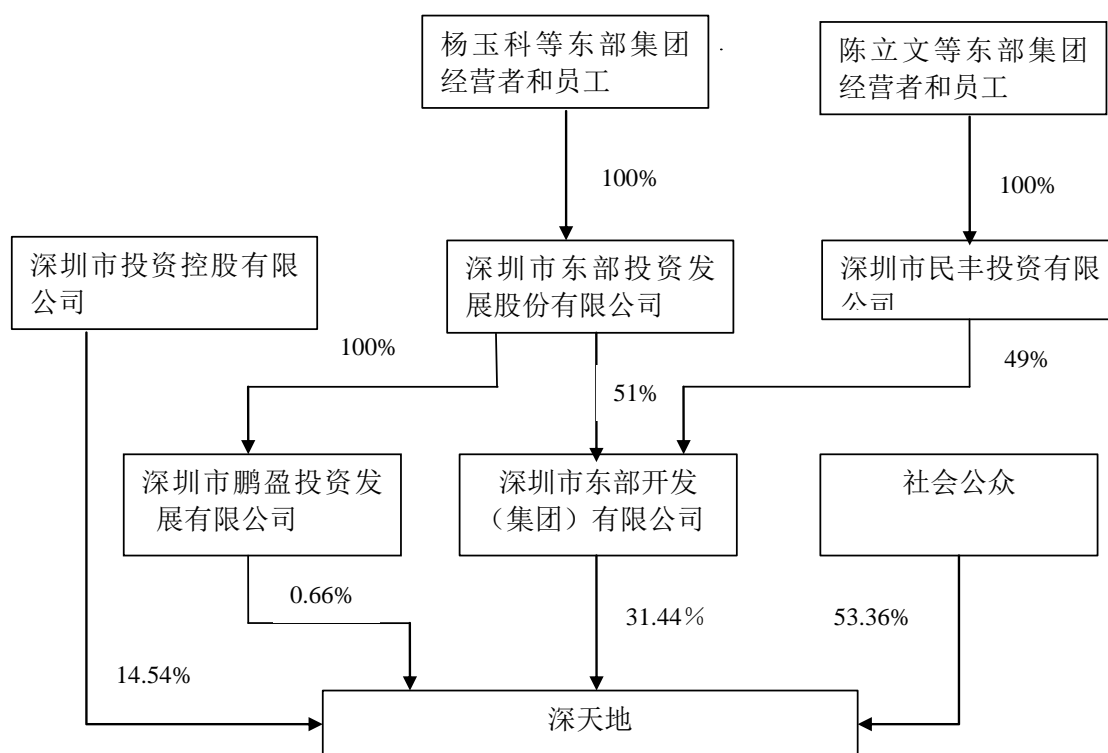 杨玉科等东部集团
经营者和员工
陈立文等东部集团
经营者和员工
100%
100%
深圳市投资控股有限
公司
深圳市东部投资发
展股份有限公司
深圳市民丰投资有限
公司
100%
51%
49%
深圳市鹏盈投资发
展有限公司
深圳市东部开发
（集团）有限公司
社会公众
0.66%
31.44％
53.36%
14.54%
深天地